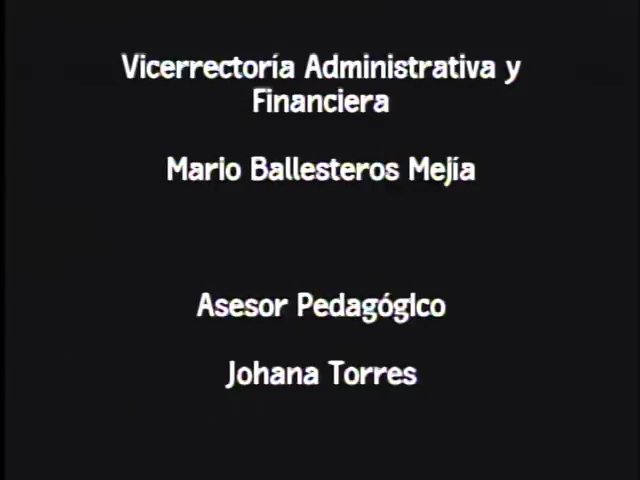 Vicerrectoría Administrativa y
Financiera
Mario Ballesteros Mejía
Asesor Pedagógico
Johana Torres